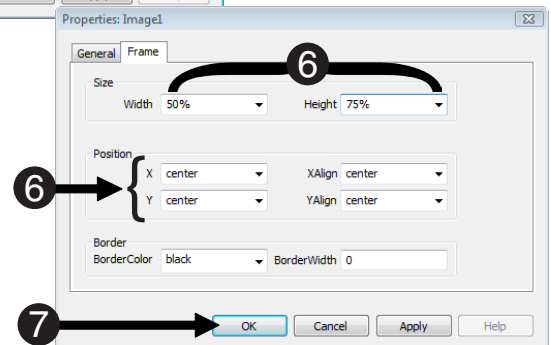 Properties: Image1
General Frame
6
Size
Width 50% Height 75%
Position
6
X center XAlign center
Y center YAlign center
Border
BorderColor black BorderWidth 0
7
OK Cancel Apply Help